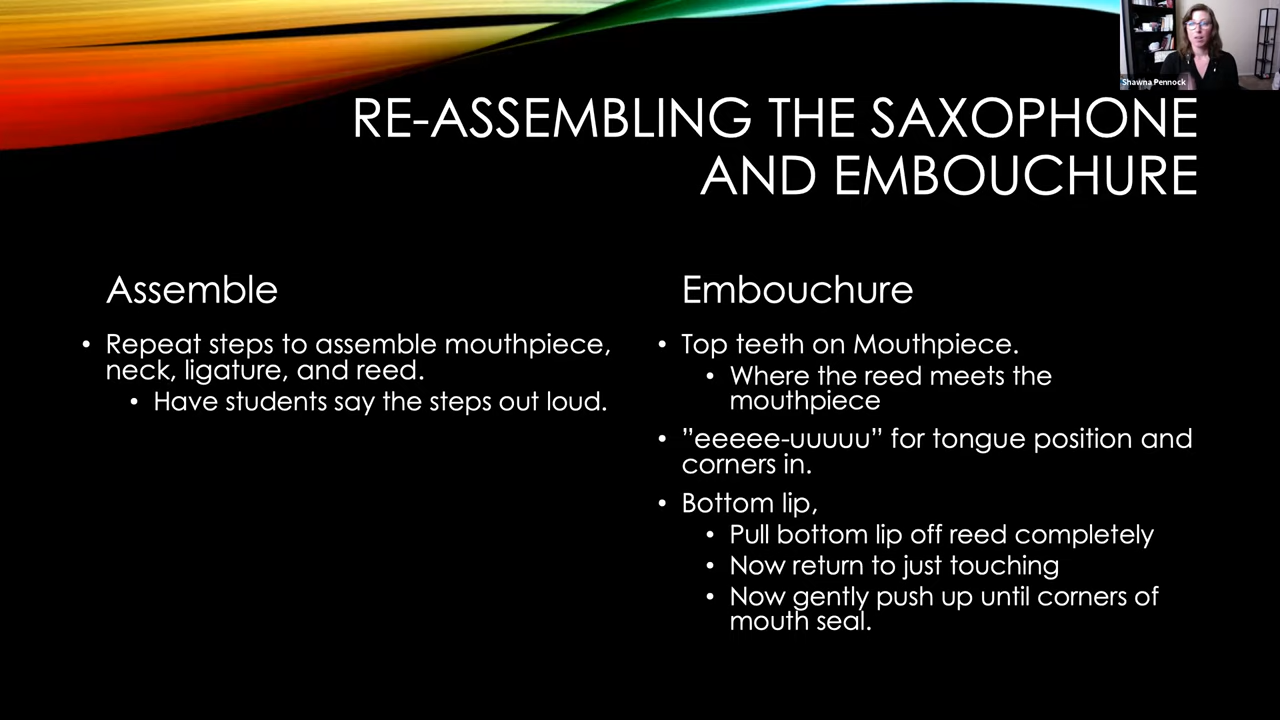 Shawna Pennock
RE-ASSEMBLING THE SAXOPHONE
AND EMBOUCHURE
Assemble
• Repeat steps to assemble mouthpiece,
neck, ligature, and reed.
• Have students say the steps out loud.
Embouchure
• Top teeth on Mouthpiece.
• Where the reed meets the
mouthpiece
• ”eeeee-uuuuu” for tongue position and
corners in.
• Bottom lip,
• Pull bottom lip off reed completely
• Now return to just touching
• Now gently push up until corners of
mouth seal.